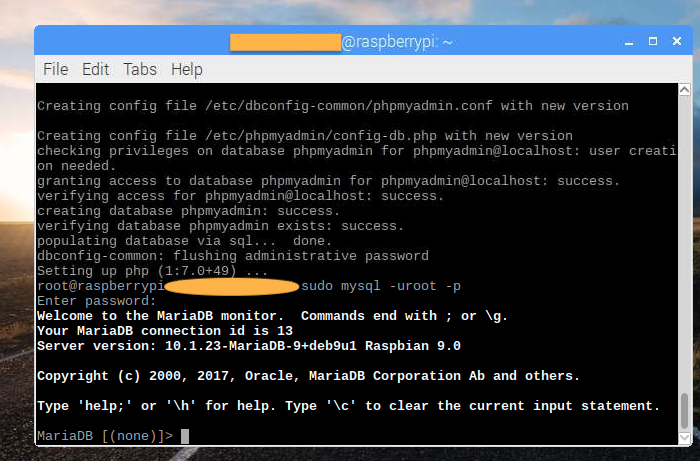 @raspberrypi: ~
File Edit Tabs Help
Creating config file /etc/dbconfig-common/phpmyadmin.conf with new version
Creating config file /etc/phpmyadmin/config-db.php with new version
checking privileges on database phpmyadmin for phpmyadmin@localhost: user creati
on needed.
granting access to database phpmyadmin for phpmyadmin@localhost: success.
verifying access for phpmyadmin@localhost: success.
creating database phpmyadmin: success.
verifying database phpmyadmin exists: success.
populating database via sql...  done.
dbconfig-common: flushing administrative password
Setting up php (1:7.0+49) ...
root@raspberrypi sudo mysql -uroot -p
Enter password:
Welcome to the MariaDB monitor.  Commands end with ; or \g.
Your MariaDB connection id is 13
Server version: 10.1.23-MariaDB-9+deb9u1 Raspbian 9.0
Copyright (c) 2000, 2017, Oracle, MariaDB Corporation Ab and others.
Type 'help;' or '\h' for help. Type '\c' to clear the current input statement.
MariaDB [(none)]>